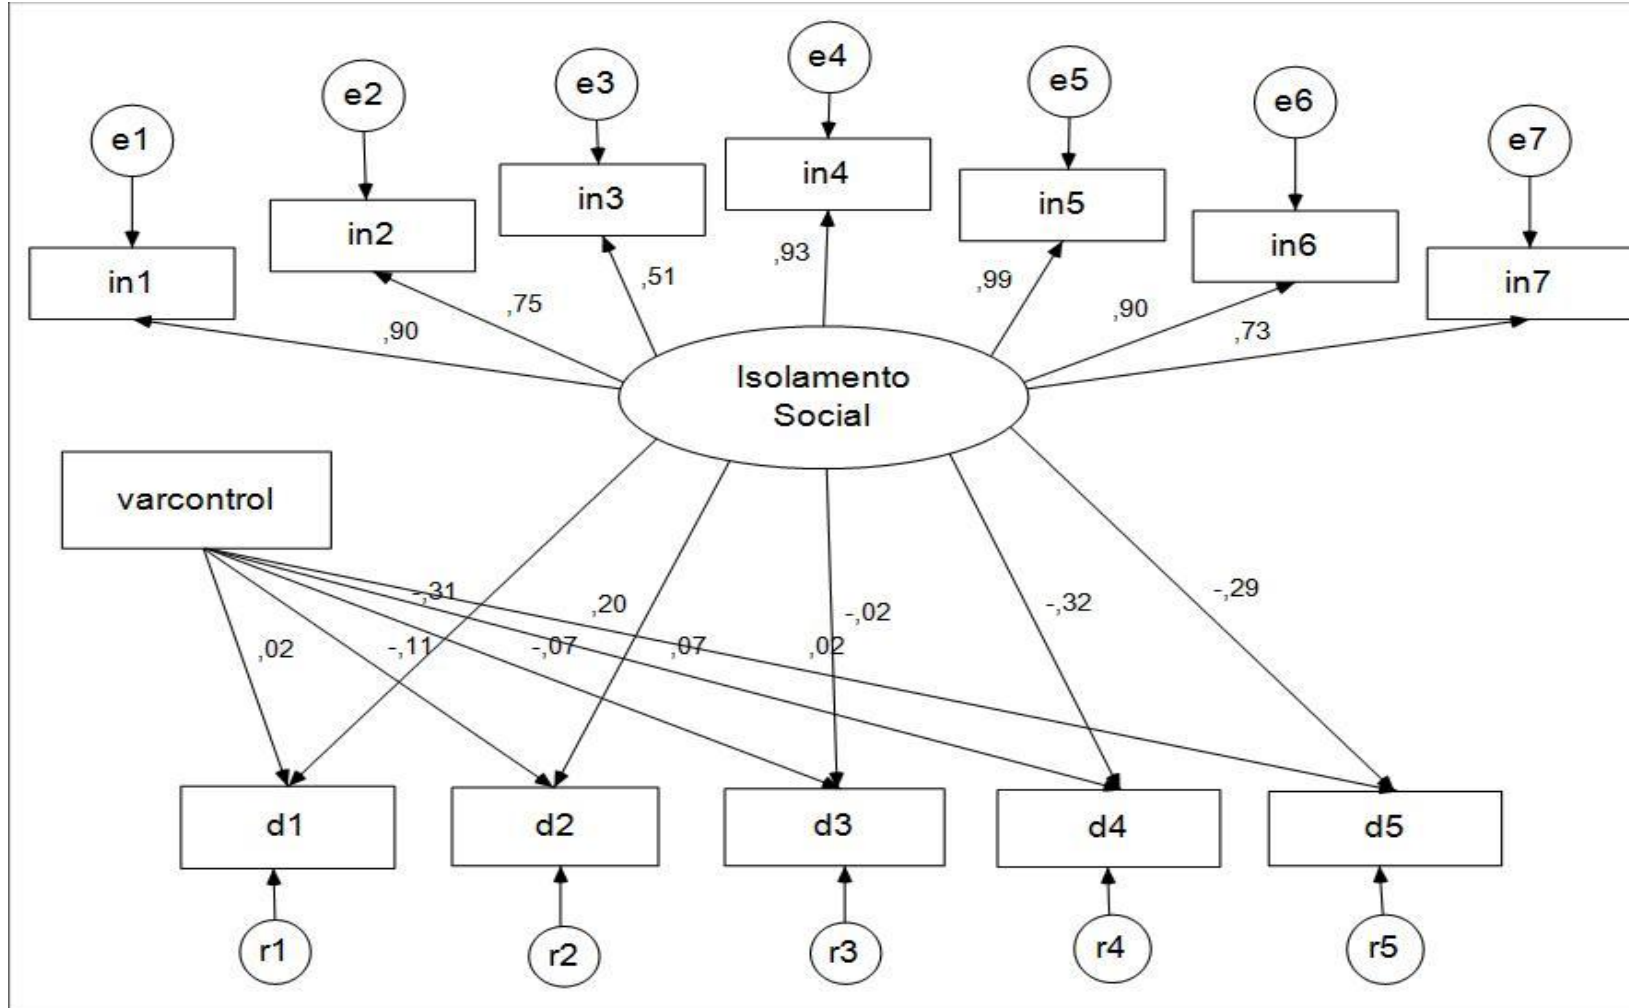 e4
e5
e3
e2
e6
e1
e7
in4
in3
in5
in2
in6
in1
in7
,93
,51
,99
,75
,90
,90
,73
Isolamento
Social
varcontrol
-,31
,20
-,02
-,32
-,29
,02
-,11
-,07
,07
,02
d1
d2
d3
d4
d5
r1
r2
r3
r4
r5